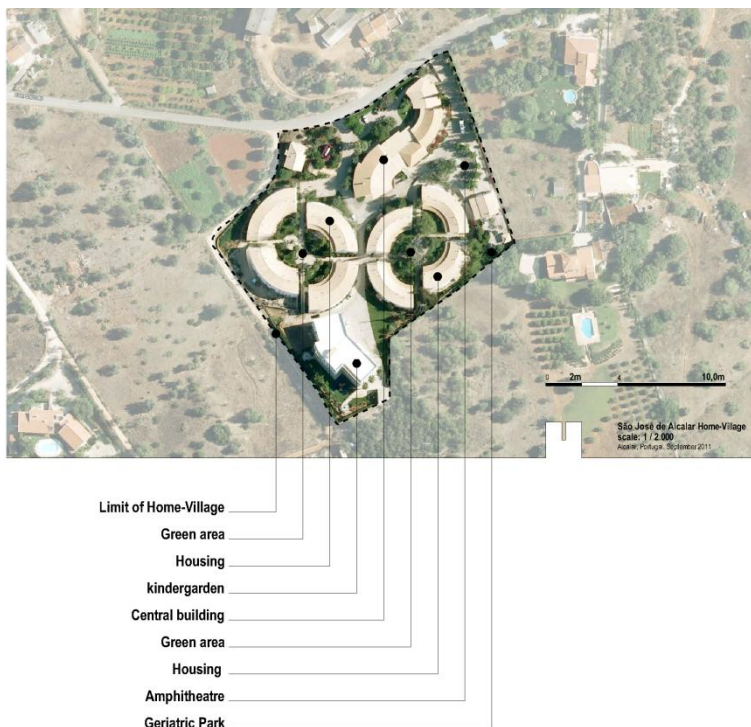 0 2m 4 10,0m
São José de Alcalar Home-Vilage
scale: 1 / 2.000
Alcalar, Portugal, September 2011
Limit of Home-Village
Green area
Housing
kindergarden
Central building
Green area
Housing
Amphitheatre
Geriatric Park